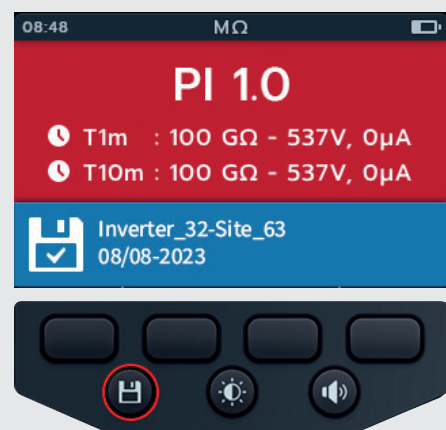 08:48 MΩ
PI 1.0
T1m : 100 GΩ - 537V, 0µA
T10m : 100 GΩ - 537V, 0µA
Inverter_32-Site_63
08/08-2023